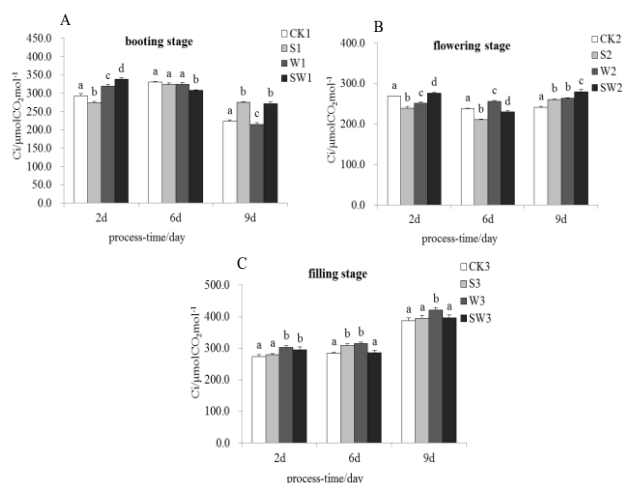 A
booting stage
CK1
S1
W1
SW1
450.0
400.0
350.0
300.0
250.0
200.0
150.0
100.0
50.0
0.0
Ci/μmolCO₂mol⁻¹
a b c d
a a a b
a b c b
2d 6d 9d
process-time/day
B
flowering stage
CK2
S2
W2
SW2
400.0
300.0
200.0
100.0
0.0
Ci/μmolCO₂mol⁻¹
a b c d
a b c d
a b b c
2d 6d 9d
process-time/day
C
filling stage
CK3
S3
W3
SW3
500.0
400.0
300.0
200.0
100.0
0.0
Ci/μmolCO₂mol⁻¹
a a b b
a b b a
a a b a
2d 6d 9d
process-time/day